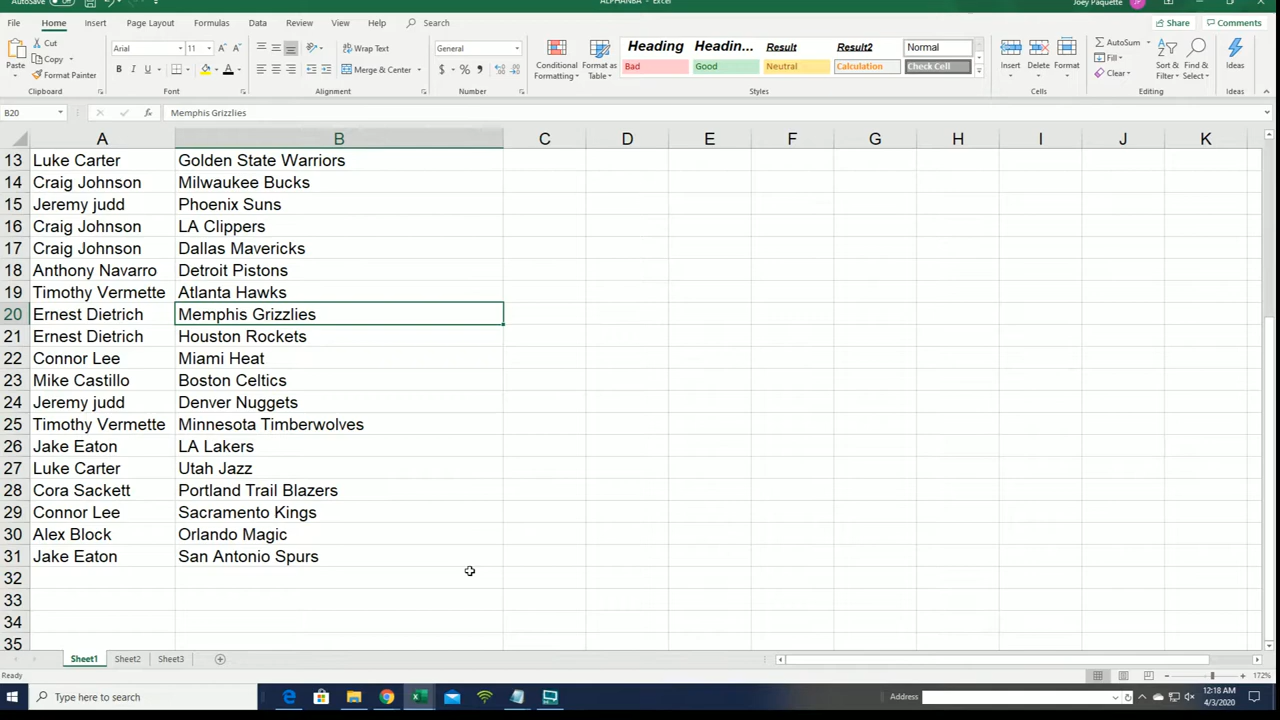 AutoSave
ALPHANBA - Excel
Joey Paquette
JP
File Home Insert Page Layout Formulas Data Review View Help Search Share Comments
Paste Cut Copy Format Painter
Arial 11 Wrap Text General
B I U Merge & Center $ % ,
Conditional Formatting Format as Table
Heading Headin... Result Result2 Normal
Bad Good Neutral Calculation Check Cell
Insert Delete Format
AutoSum Fill Clear Sort & Filter Find & Select Ideas
Clipboard Font Alignment Number Styles Cells Editing Ideas
B20 fx Memphis Grizzlies
A B C D E F G H I J K
13 Luke Carter Golden State Warriors
14 Craig Johnson Milwaukee Bucks
15 Jeremy judd Phoenix Suns
16 Craig Johnson LA Clippers
17 Craig Johnson Dallas Mavericks
18 Anthony Navarro Detroit Pistons
19 Timothy Vermette Atlanta Hawks
20 Ernest Dietrich Memphis Grizzlies
21 Ernest Dietrich Houston Rockets
22 Connor Lee Miami Heat
23 Mike Castillo Boston Celtics
24 Jeremy judd Denver Nuggets
25 Timothy Vermette Minnesota Timberwolves
26 Jake Eaton LA Lakers
27 Luke Carter Utah Jazz
28 Cora Sackett Portland Trail Blazers
29 Connor Lee Sacramento Kings
30 Alex Block Orlando Magic
31 Jake Eaton San Antonio Spurs
32
33
34
35
Sheet1 Sheet2 Sheet3
Ready 172%
Type here to search Address 12:18 AM
4/3/2020